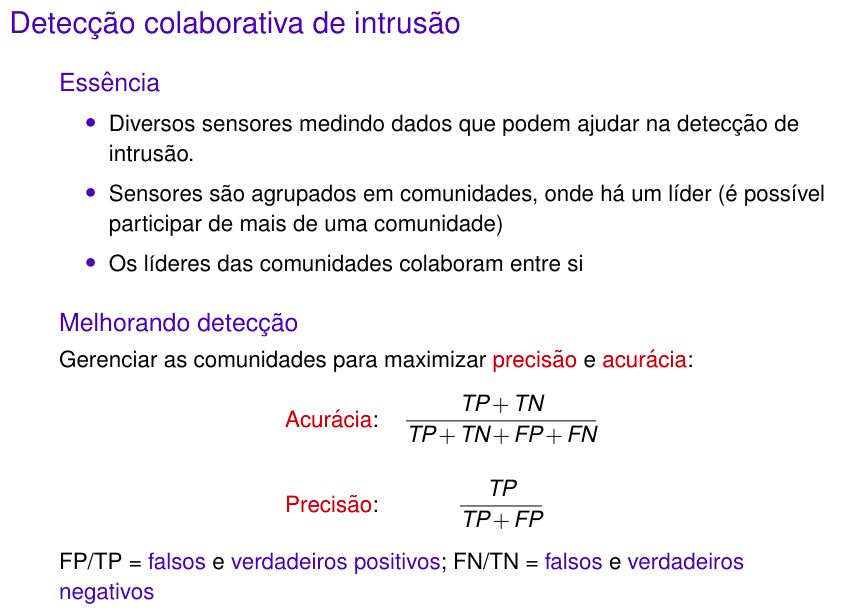 Detecção colaborativa de intrusão
Essência
• Diversos sensores medindo dados que podem ajudar na detecção de
intrusão.
• Sensores são agrupados em comunidades, onde há um líder (é possível
participar de mais de uma comunidade)
• Os líderes das comunidades colaboram entre si
Melhorando detecção
Gerenciar as comunidades para maximizar precisão e acurácia:
TP + TN
Acurácia:
TP + TN + FP + FN
TP
Precisão:
TP + FP
FP/TP = falsos e verdadeiros positivos; FN/TN = falsos e verdadeiros
negativos